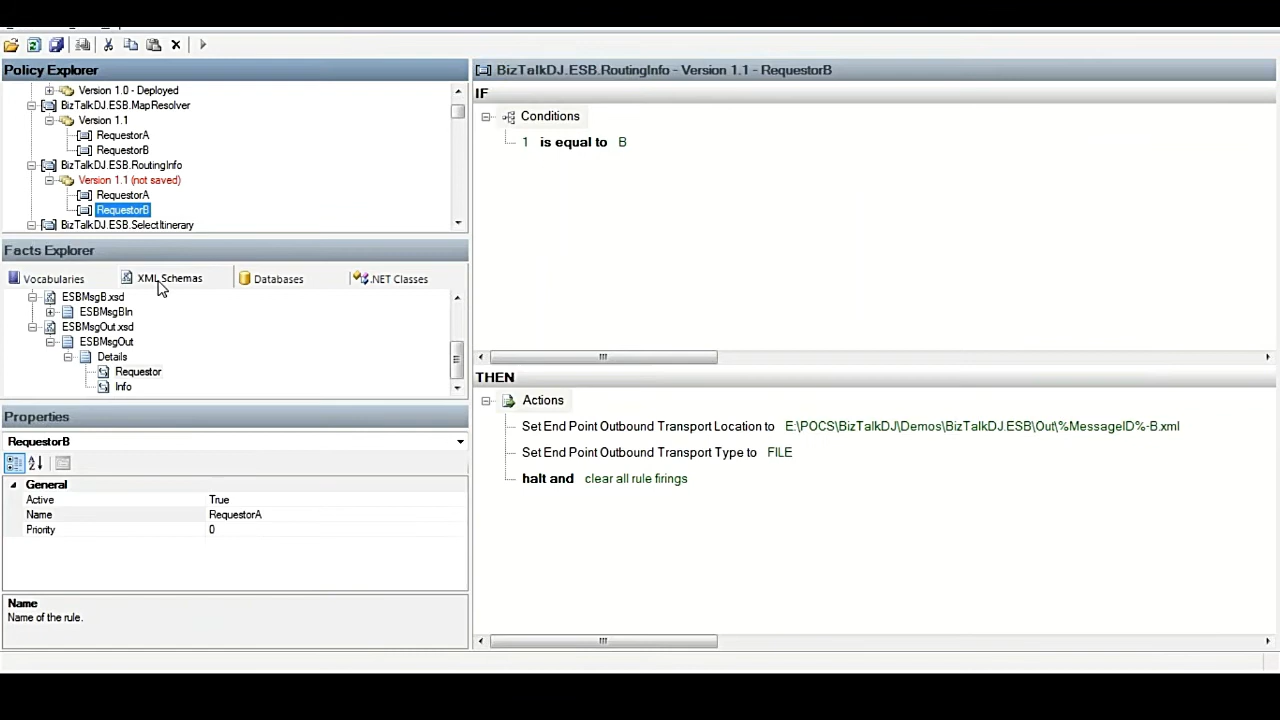 Policy Explorer
Version 1.0 - Deployed
BizTalkDJ.ESB.MapResolver
Version 1.1
RequestorA
RequestorB
BizTalkDJ.ESB.RoutingInfo
Version 1.1 (not saved)
RequestorA
RequestorB
BizTalkDJ.ESB.SelectItinerary
Facts Explorer
Vocabularies
XML Schemas
Databases
.NET Classes
ESBMsgB.xsd
ESBMsgBIn
ESBMsgOut.xsd
ESBMsgOut
Details
Requestor
Info
Properties
RequestorB
General
Active True
Name RequestorA
Priority 0
Name
Name of the rule.
BizTalkDJ.ESB.RoutingInfo - Version 1.1 - RequestorB
IF
Conditions
1 is equal to B
THEN
Actions
Set End Point Outbound Transport Location to E:\POCS\BizTalkDJ\Demos\BizTalkDJ.ESB\Out\%MessageID%-B.xml
Set End Point Outbound Transport Type to FILE
halt and clear all rule firings